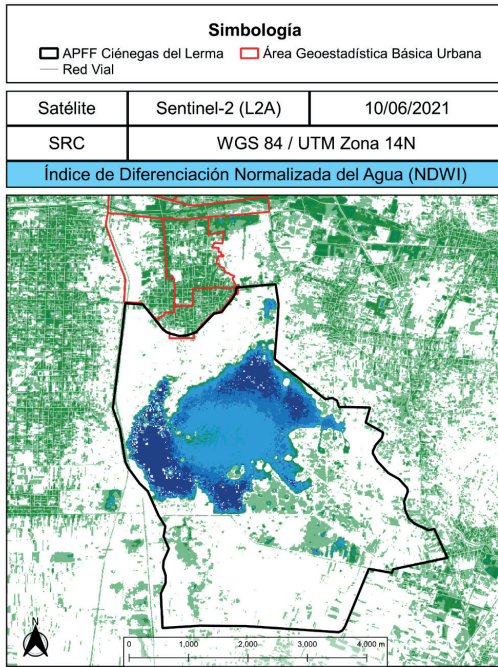 Simbología
APFF Ciénegas del Lerma Área Geoestadística Básica Urbana
Red Vial
Satélite Sentinel-2 (L2A) 10/06/2021
SRC WGS 84 / UTM Zona 14N
Índice de Diferenciación Normalizada del Agua (NDWI)
N
0 1,000 2,000 3,000 4,000 m